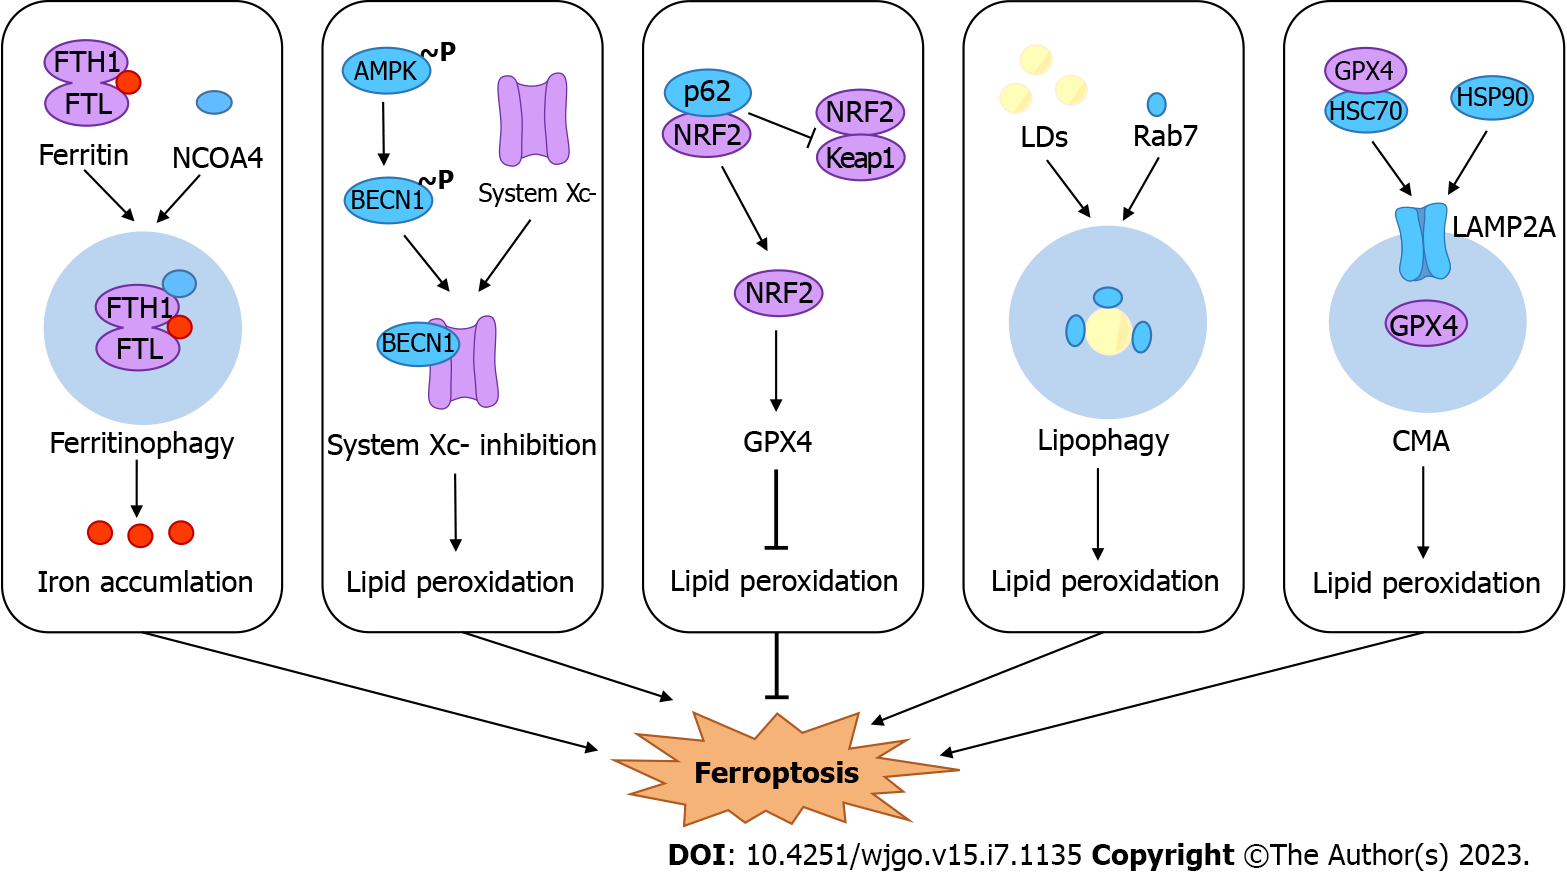 FTH1
FTL
Ferritin
NCOA4
FTH1
FTL
Ferritinophagy
Iron accumlation
AMPK
~P
BECN1
~P
System Xc-
BECN1
System Xc- inhibition
Lipid peroxidation
p62
NRF2
NRF2
Keap1
NRF2
GPX4
Lipid peroxidation
LDs
Rab7
Lipophagy
Lipid peroxidation
GPX4
HSC70
HSP90
LAMP2A
GPX4
CMA
Lipid peroxidation
Ferroptosis
DOI: 10.4251/wjgo.v15.i7.1135 Copyright ©The Author(s) 2023.